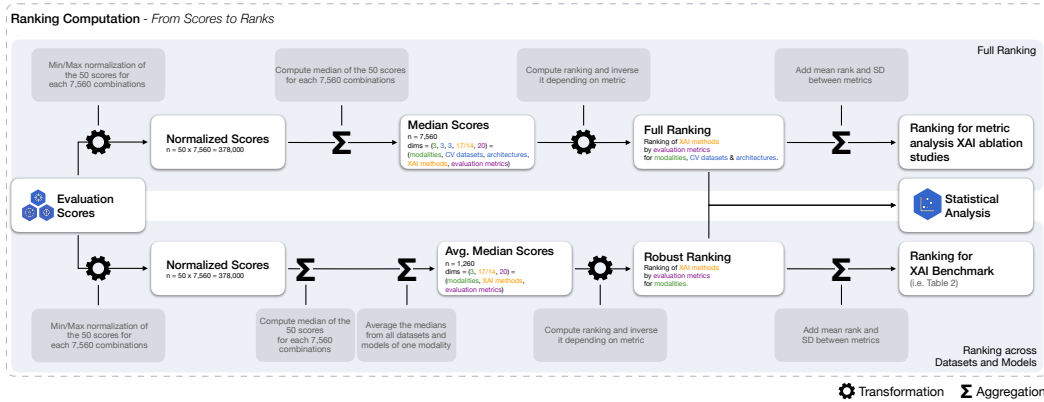 Ranking Computation - From Scores to Ranks
Full Ranking
Min/Max normalization of
the 50 scores for
each 7,560 combinations
Compute median of the 50 scores
for each 7,560 combinations
Compute ranking and inverse
it depending on metric
Add mean rank and SD
between metrics
Normalized Scores
n = 50 x 7,560 = 378,000
Median Scores
n = 7,560
dims = (3, 3, 3, 17/14, 20) =
(modalities, CV datasets, architectures,
XAI methods, evaluation metrics)
Full Ranking
Ranking of XAI methods
by evaluation metrics
for modalities, CV datasets & architectures.
Ranking for metric
analysis XAI ablation
studies
Evaluation
Scores
Statistical
Analysis
Normalized Scores
n = 50 x 7,560 = 378,000
Avg. Median Scores
n = 1,260
dims = (3, 17/14, 20) =
(modalities, XAI methods,
evaluation metrics)
Robust Ranking
Ranking of XAI methods
by evaluation metrics
for modalities.
Ranking for
XAI Benchmark
(i.e. Table 2)
Min/Max normalization of
the 50 scores for
each 7,560 combinations
Compute median of the
50 scores
for each 7,560
combinations
Average the medians
from all datasets and
models of one modality
Compute ranking and inverse
it depending on metric
Add mean rank and
SD between metrics
Ranking across
Datasets and Models
Transformation
Σ Aggregation